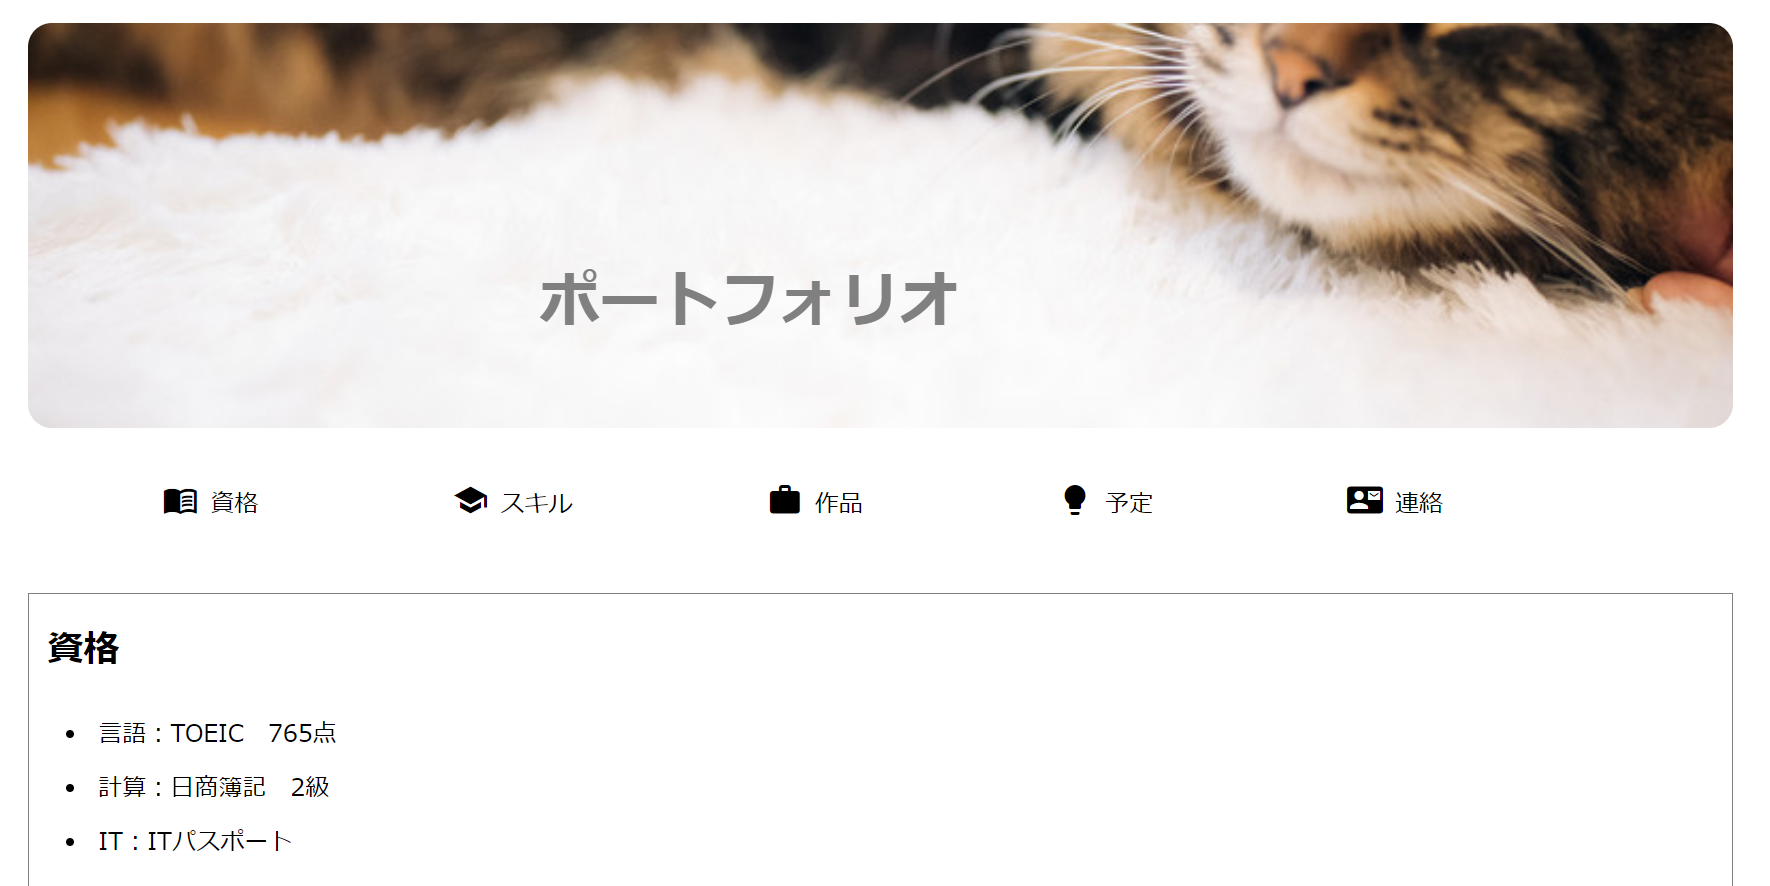 ポートフォリオ
資格 スキル 作品 予定 連絡
資格
言語：TOEIC　765点
計算：日商簿記　2級
IT：ITパスポート